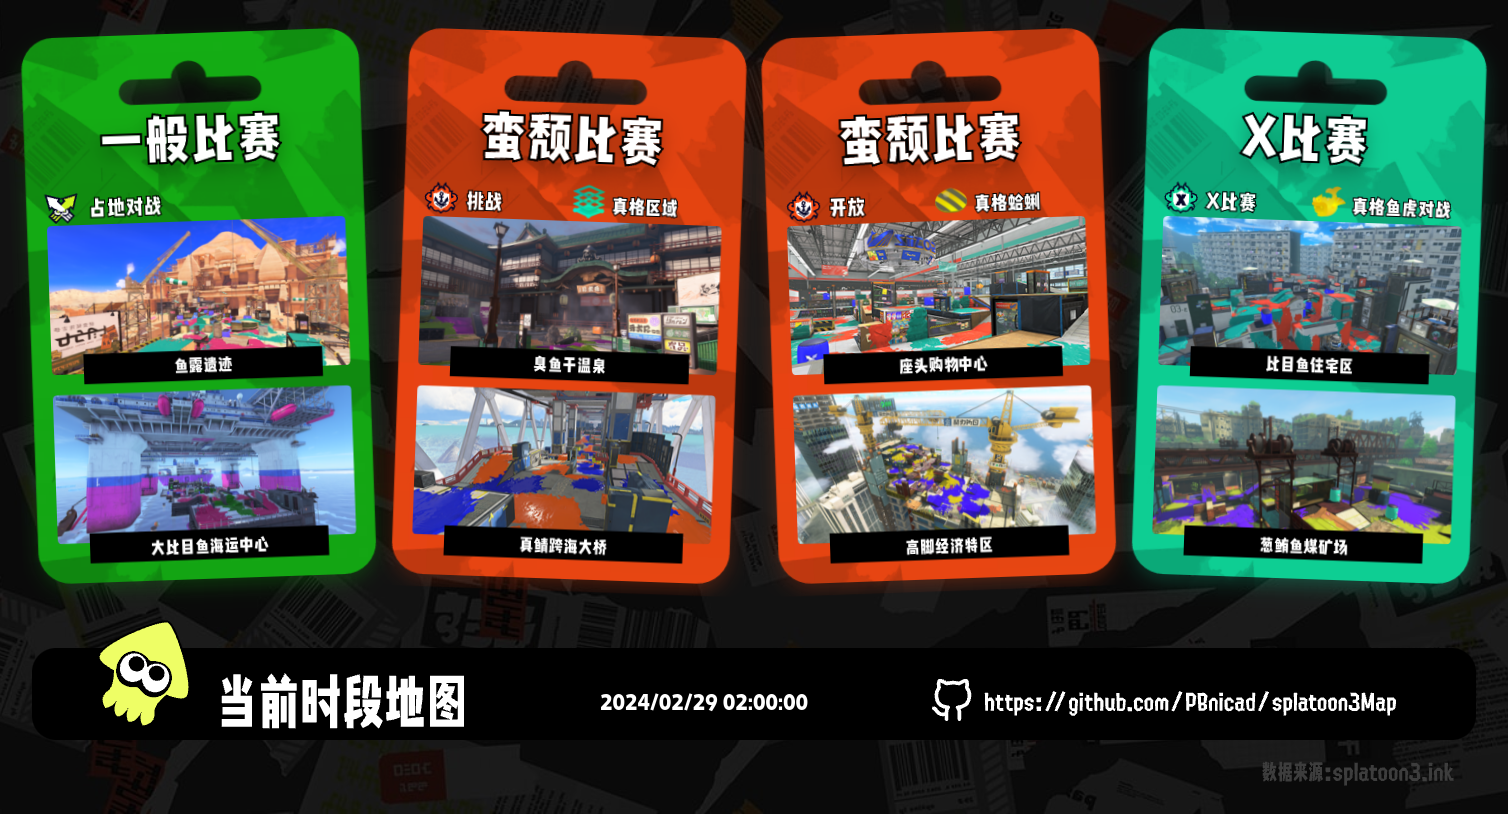 一般比赛
占地对战
鱼露遗迹
大比目鱼海运中心
蛮颓比赛
挑战
真格区域
臭鱼干温泉
真鲭跨海大桥
蛮颓比赛
开放
真格蛤蜊
座头购物中心
高脚经济特区
X比赛
X比赛
真格鱼虎对战
比目鱼住宅区
葱鲔鱼煤矿场
当前时段地图
2024/02/29 02:00:00
https://github.com/PBnicad/splatoon3Map
数据来源:splatoon3.ink